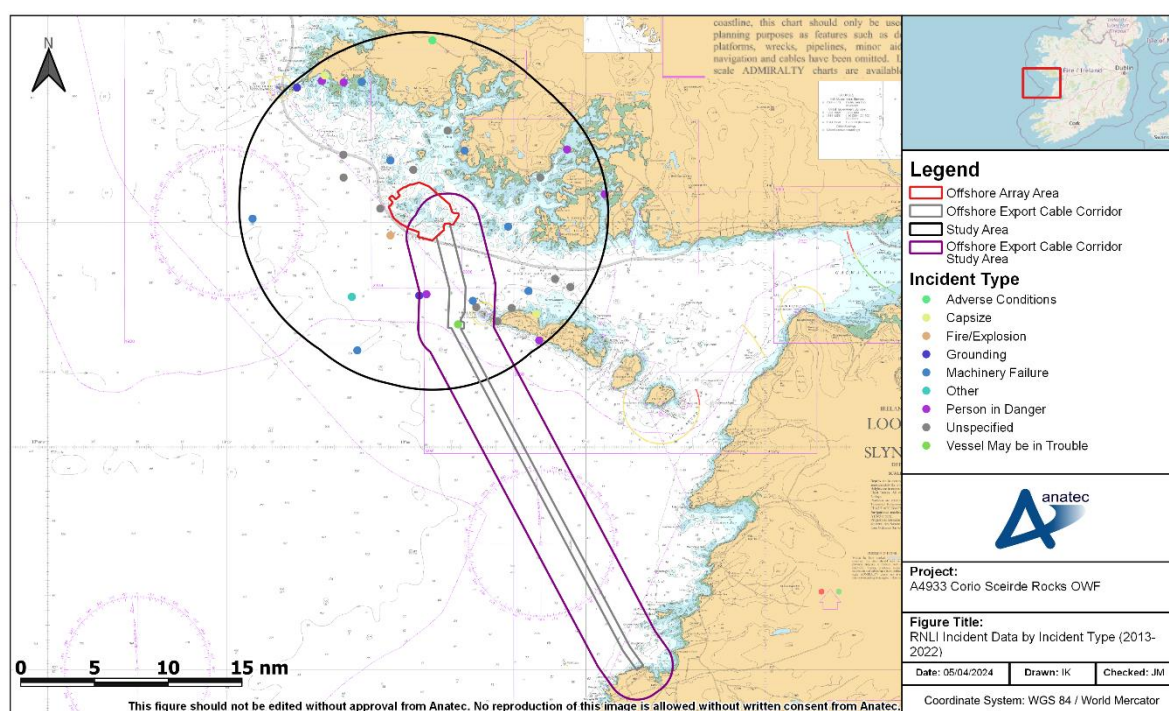 coastline, this chart should only be use
planning purposes as features such as d
platforms, wrecks, pipelines, minor aid
navigation and cables have been omitted. L
scale ADMIRALTY charts are available
N
Eire / Ireland
Dublin
Cork
Legend
Offshore Array Area
Offshore Export Cable Corridor
Study Area
Offshore Export Cable Corridor
Study Area
Incident Type
Adverse Conditions
Capsize
Fire/Explosion
Grounding
Machinery Failure
Other
Person in Danger
Unspecified
Vessel May be in Trouble
LOO
SLYN
anatec
Project:
A4933 Corio Sceirde Rocks OWF
Figure Title:
RNLI Incident Data by Incident Type (2013-
2022)
Date: 05/04/2024
Drawn: IK
Checked: JM
Coordinate System: WGS 84 / World Mercator
0 5 10 15 nm
This figure should not be edited without approval from Anatec. No reproduction of this image is allowed without written consent from Anatec.